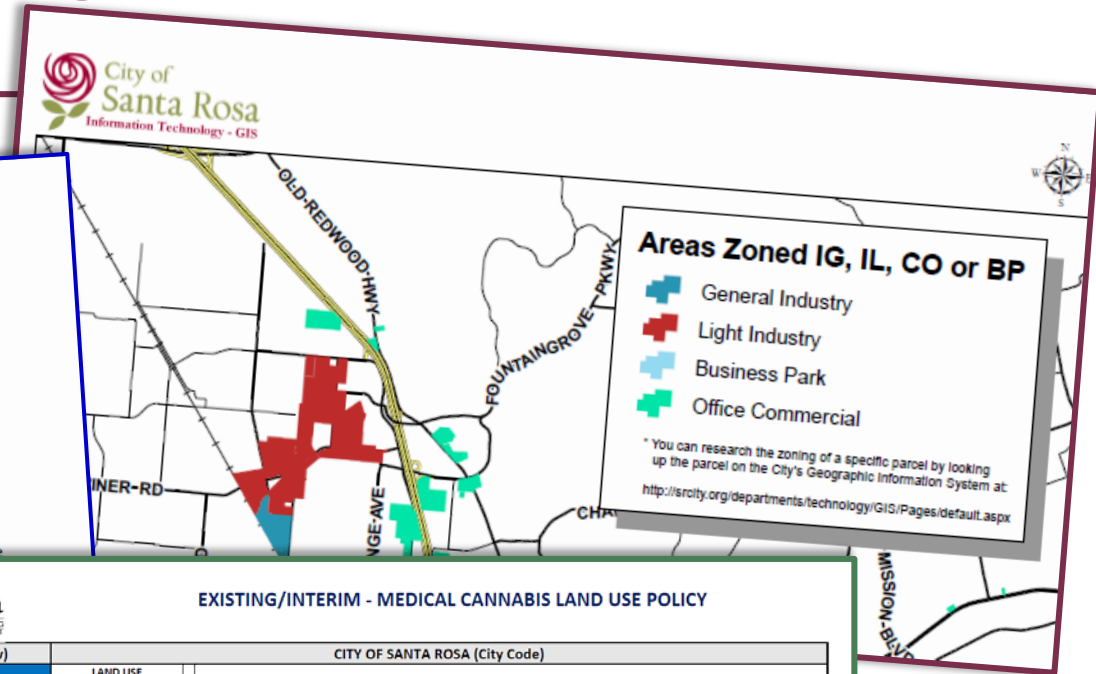 City of
Santa Rosa
Information Technology - GIS
N
W
E
S
OLD-REDWOOD-HWY
FOUNTAINGROVE-PKWY
Areas Zoned IG, IL, CO or BP
General Industry
Light Industry
Business Park
Office Commercial
* You can research the zoning of a specific parcel by looking
up the parcel on the City's Geographic Information System at:
http://srcity.org/departments/technology/GIS/Pages/default.aspx
INER-RD
NGE-AVE
CHA
MISSION-BLV
EXISTING/INTERIM - MEDICAL CANNABIS LAND USE POLICY
CITY OF SANTA ROSA (City Code)
LAND USE